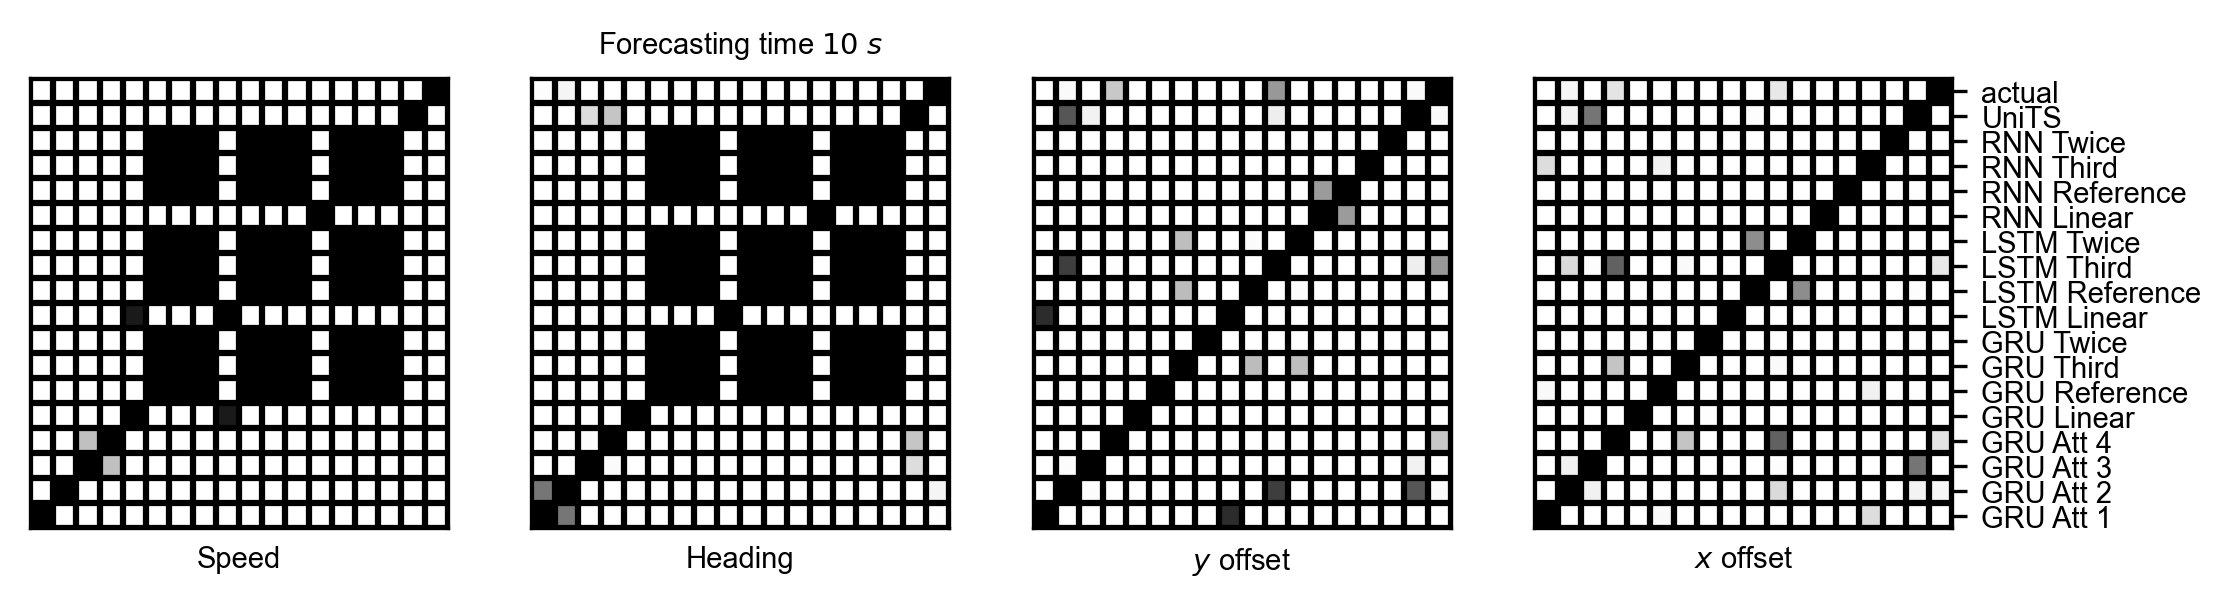 Forecasting time 10 s
actual
UniTS
RNN Twice
RNN Third
RNN Reference
RNN Linear
LSTM Twice
LSTM Third
LSTM Reference
LSTM Linear
GRU Twice
GRU Third
GRU Reference
GRU Linear
GRU Att 4
GRU Att 3
GRU Att 2
GRU Att 1
Speed
Heading
y offset
x offset